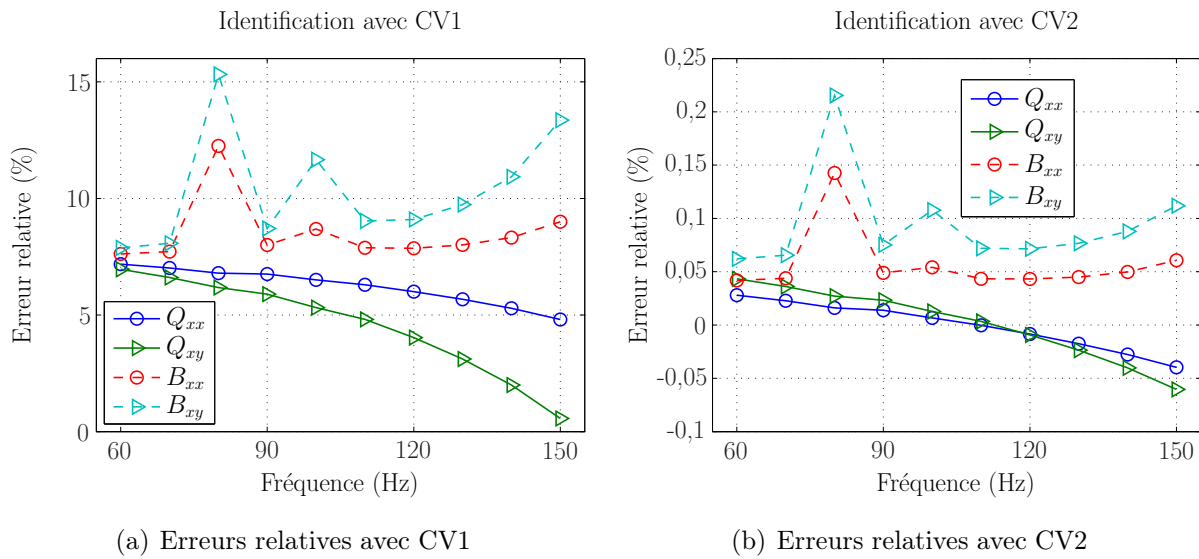 Identification avec CV1
15
10
5
0
60
90
120
150
Erreur relative (%)
Fréquence (Hz)
Q_xx
Q_xy
B_xx
B_xy
(a) Erreurs relatives avec CV1
Identification avec CV2
0,25
0,2
0,15
0,1
0,05
0
-0,05
-0,1
60
90
120
150
Erreur relative (%)
Fréquence (Hz)
Q_xx
Q_xy
B_xx
B_xy
(b) Erreurs relatives avec CV2